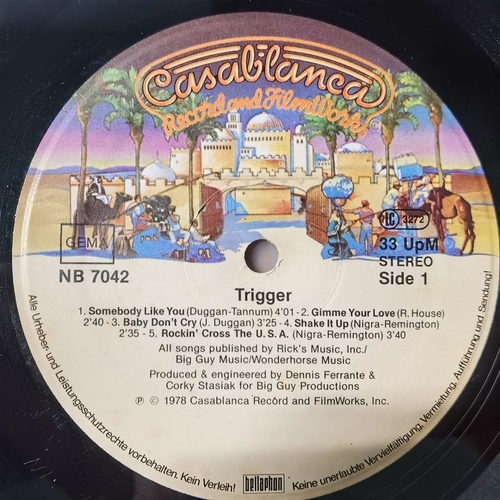 Casablanca
Record and FilmWorks
GEMA
LC 3272
NB 7042
33 UpM
STEREO
Side 1
Trigger
1. Somebody Like You (Duggan-Tannum) 4'01 - 2. Gimme Your Love (R. House)
2'40 - 3. Baby Don't Cry (J. Duggan) 3'25 - 4. Shake It Up (Nigra-Remington)
2'35 - 5. Rockin' Cross The U. S. A. (Nigra-Remington) 3'40
All songs published by Rick's Music, Inc./
Big Guy Music/Wonderhorse Music
Produced & engineered by Dennis Ferrante &
Corky Stasiak for Big Guy Productions
℗ © 1978 Casablanca Record and FilmWorks, Inc.
Alle Urheber- und Leistungsschutzrechte vorbehalten. Kein Verleih!
bellaphon
Keine unerlaubte Vervielfältigung, Vermietung, Aufführung und Sendung!